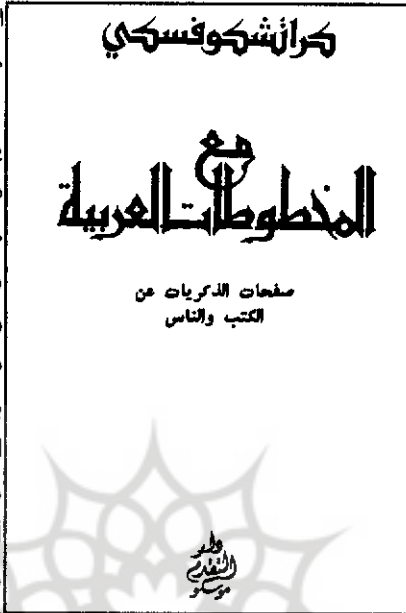 كراتشكوفسكي
مع
المخطوطات العربية
صفحات الذكريات عن
الكتب والناس
دار
التقدم
موسكو